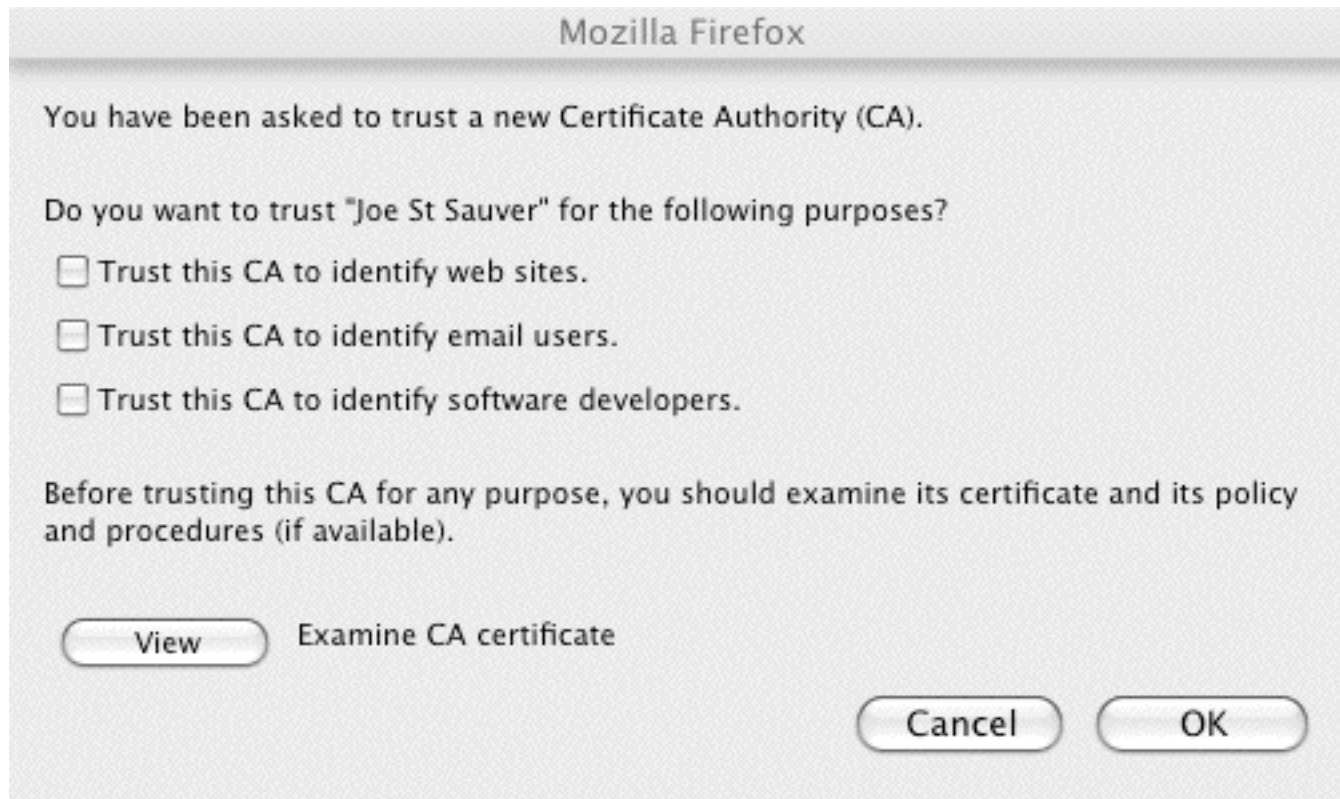 Mozilla Firefox
You have been asked to trust a new Certificate Authority (CA).
Do you want to trust "Joe St Sauver" for the following purposes?
Trust this CA to identify web sites.
Trust this CA to identify email users.
Trust this CA to identify software developers.
Before trusting this CA for any purpose, you should examine its certificate and its policy
and procedures (if available).
View Examine CA certificate
Cancel OK